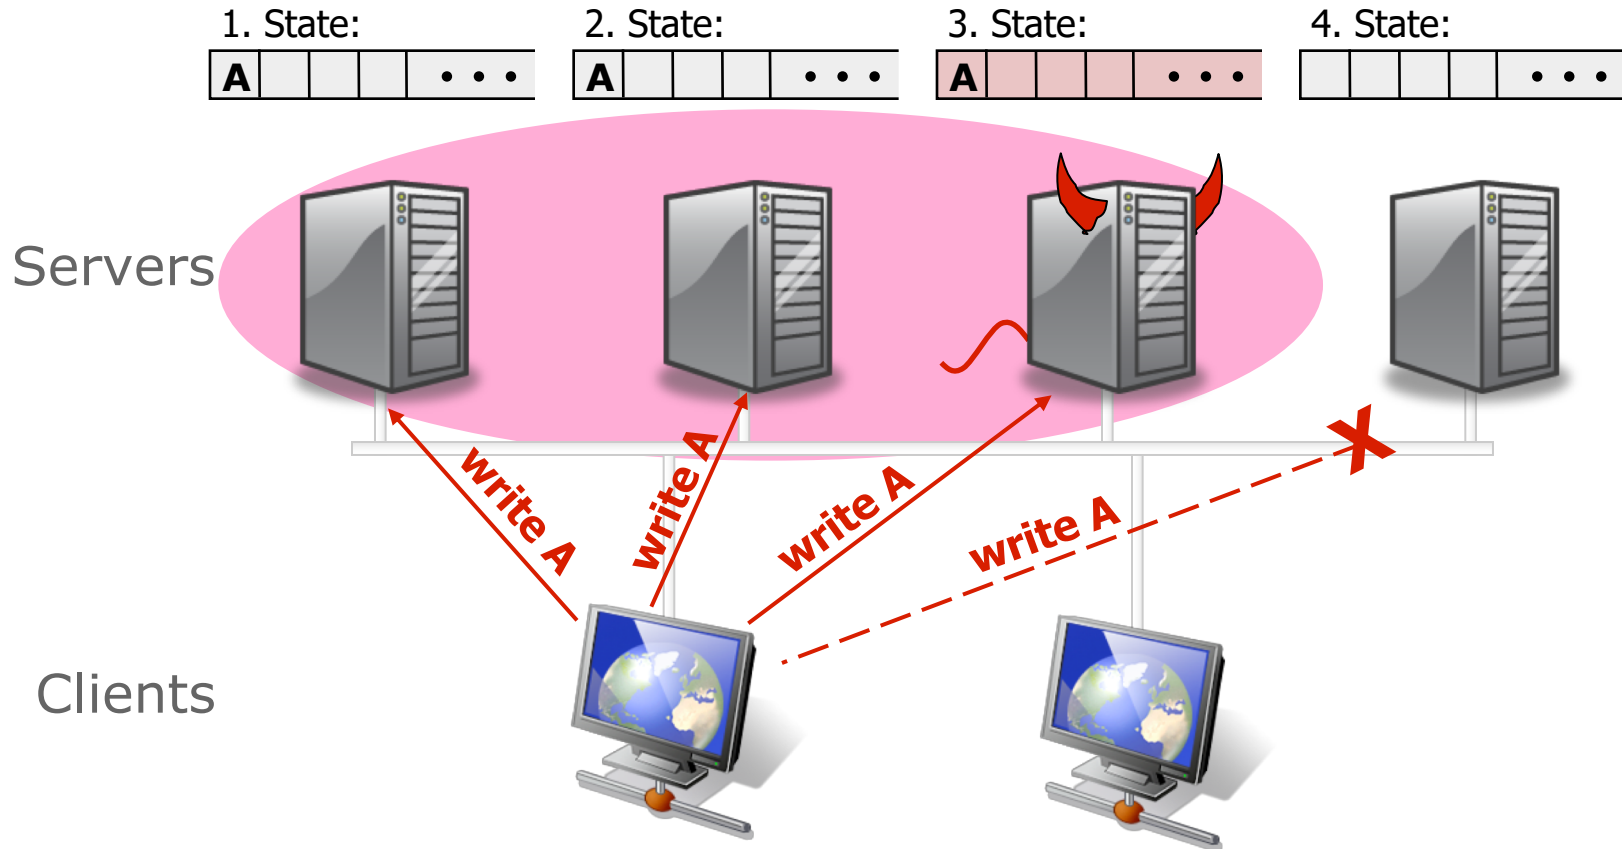 1. State:
2. State:
3. State:
4. State:
A
• • •
A
• • •
A
• • •
• • •
Servers
X
write A
write A
write A
write A
Clients